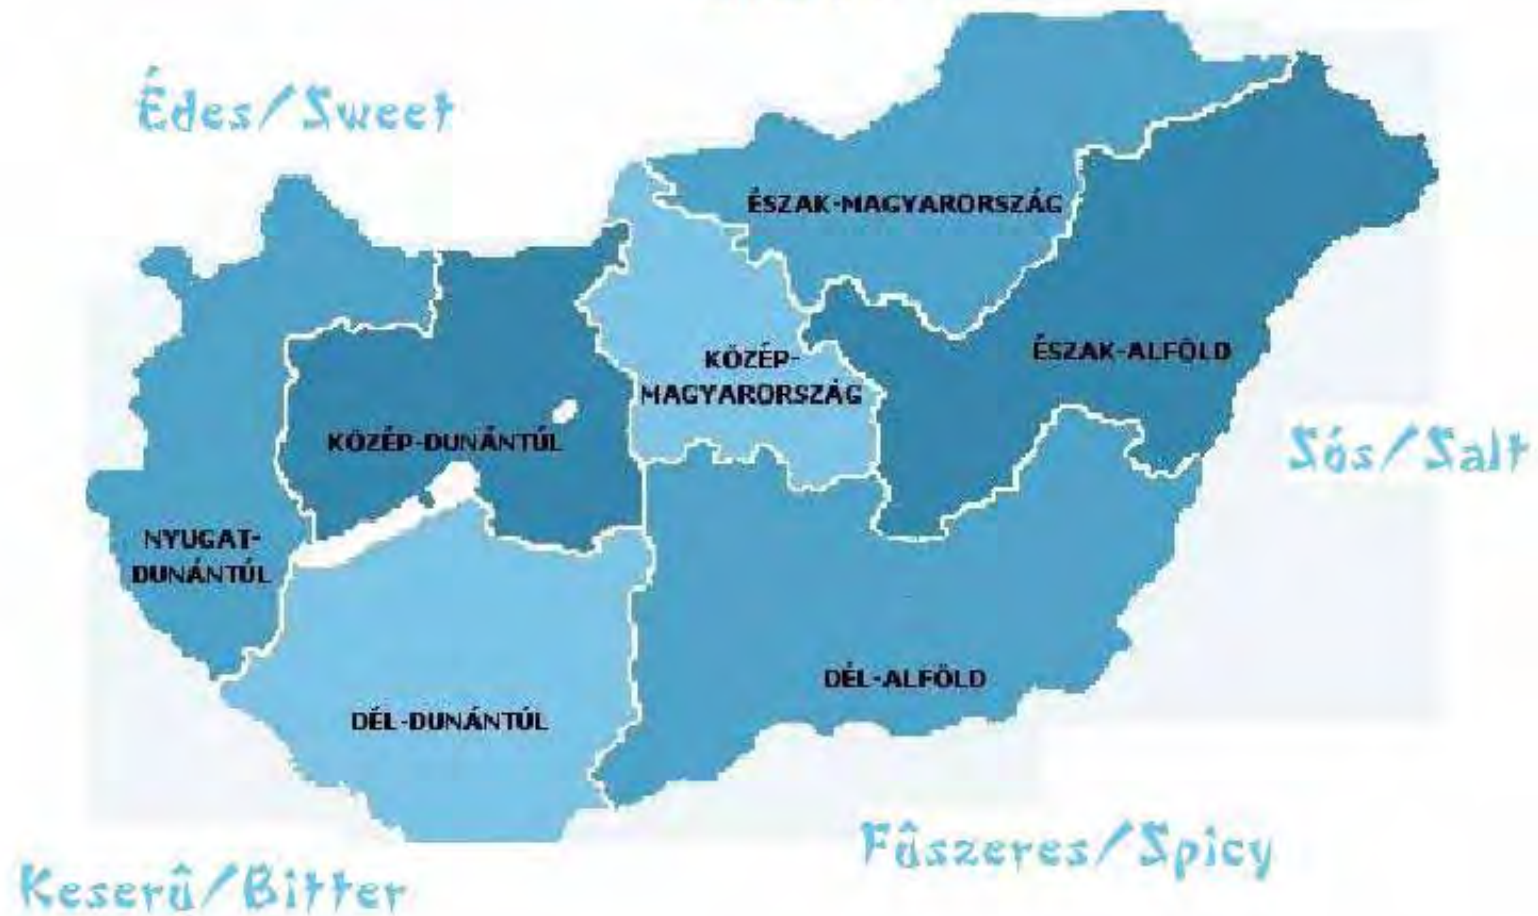 Édes/Sweet
ÉSZAK-MAGYARORSZÁG
ÉSZAK-ALFÖLD
KÖZÉP-
MAGYARORSZÁG
KÖZÉP-DUNÁNTÚL
Sós/Salt
NYUGAT-
DUNÁNTÚL
DÉL-ALFÖLD
DÉL-DUNÁNTÚL
Fûszeres/Spicy
Keserû/Bitter